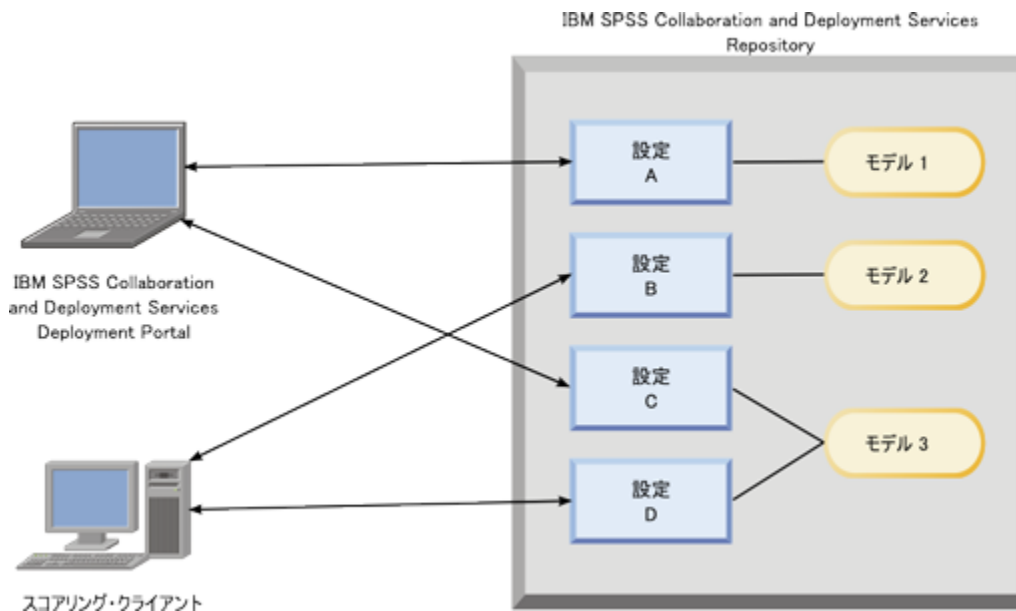 IBM SPSS Collaboration and Deployment Services
Repository
設定
A
モデル 1
設定
B
モデル 2
IBM SPSS Collaboration
and Deployment Services
Deployment Portal
設定
C
モデル 3
設定
D
スコアリング・クライアント